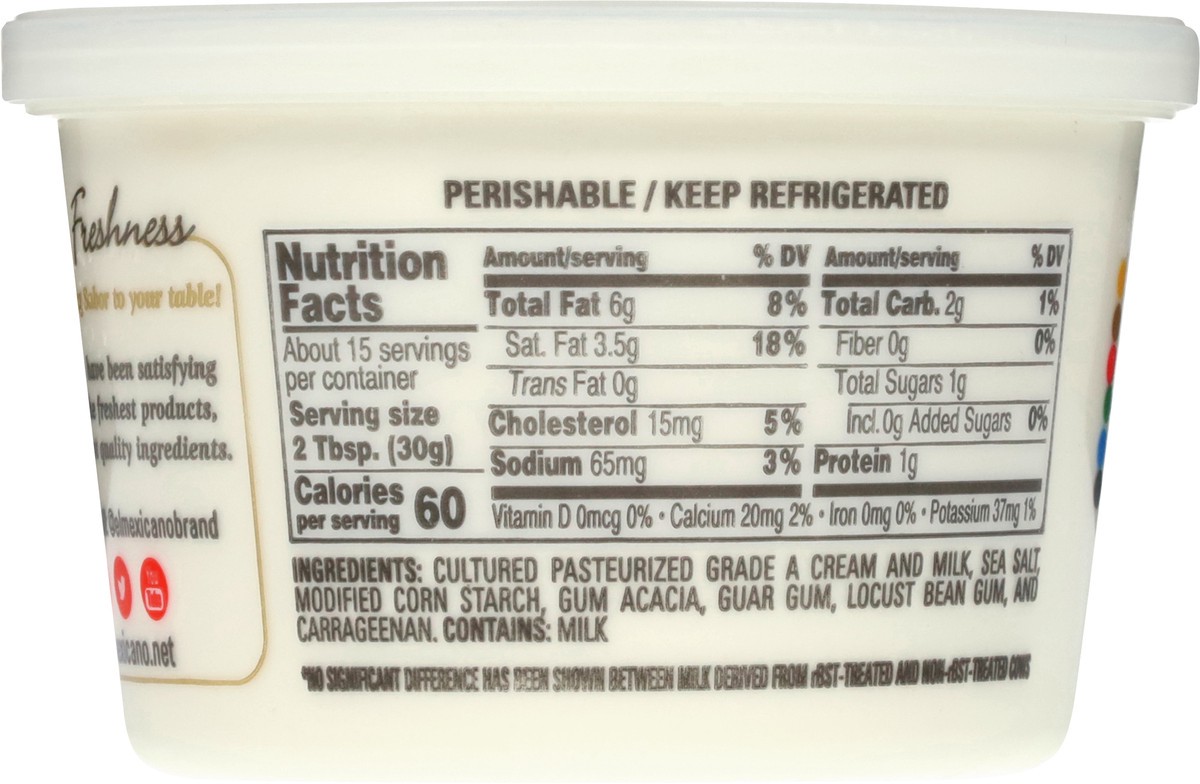 Freshness
Sabor to your table!
been satisfying
freshest products,
quality ingredients.
@elmexicanobrand
PERISHABLE / KEEP REFRIGERATED
Nutrition
Facts
About 15 servings
per container
Serving size
2 Tbsp. (30g)
Calories
per serving 60
Amount/serving % DV
Total Fat 6g 8%
Sat. Fat 3.5g 18%
Trans Fat 0g
Cholesterol 15mg 5%
Sodium 65mg 3%
Amount/serving % DV
Total Carb. 2g 1%
Fiber 0g 0%
Total Sugars 1g
Incl. 0g Added Sugars 0%
Protein 1g
Vitamin D 0mcg 0% • Calcium 20mg 2% • Iron 0mg 0% • Potassium 37mg 1%
INGREDIENTS: CULTURED PASTEURIZED GRADE A CREAM AND MILK, SEA SALT,
MODIFIED CORN STARCH, GUM ACACIA, GUAR GUM, LOCUST BEAN GUM, AND
CARRAGEENAN. CONTAINS: MILK
*NO SIGNIFICANT DIFFERENCE HAS BEEN SHOWN BETWEEN MILK DERIVED FROM rBST-TREATED AND NON-rBST-TREATED COWS